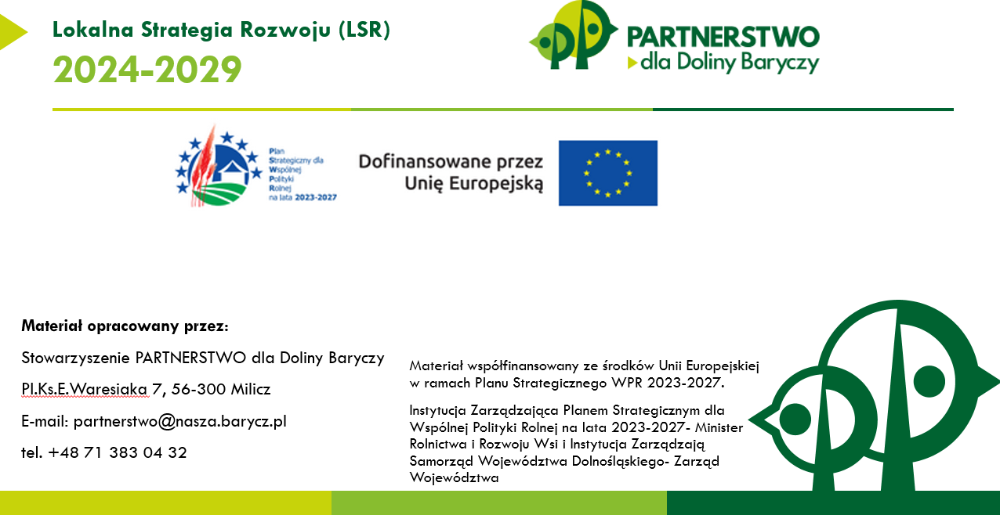 Lokalna Strategia Rozwoju (LSR)
2024-2029
PARTNERSTWO
dla Doliny Baryczy
Plan
Strategiczny dla
Wspólnej
Polityki
Rolnej
na lata 2023-2027
Dofinansowane przez
Unię Europejską
Materiał opracowany przez:
Stowarzyszenie PARTNERSTWO dla Doliny Baryczy
Pl.Ks.E.Waresiaka 7, 56-300 Milicz
E-mail: partnerstwo@nasza.barycz.pl
tel. +48 71 383 04 32
Materiał współfinansowany ze środków Unii Europejskiej
w ramach Planu Strategicznego WPR 2023-2027.
Instytucja Zarządzająca Planem Strategicznym dla
Wspólnej Polityki Rolnej na lata 2023-2027- Minister
Rolnictwa i Rozwoju Wsi i Instytucja Zarządzają
Samorząd Województwa Dolnośląskiego- Zarząd
Województwa